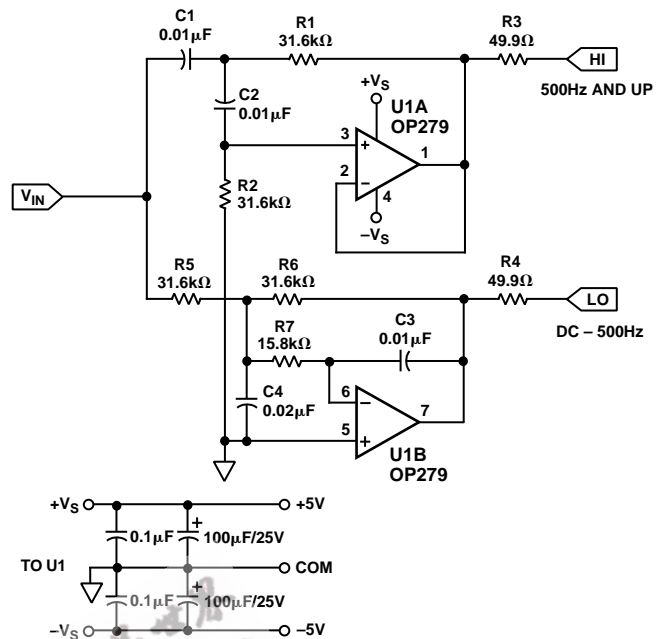 C1
0.01μF
R1
31.6kΩ
R3
49.9Ω
HI
500Hz AND UP
C2
0.01μF
+VS
U1A
OP279
3
+
1
2
–
4
–VS
R2
31.6kΩ
VIN
R5
31.6kΩ
R6
31.6kΩ
R4
49.9Ω
LO
DC – 500Hz
R7
15.8kΩ
C3
0.01μF
C4
0.02μF
6
–
7
5
+
U1B
OP279
+VS
+5V
0.1μF
+
100μF/25V
TO U1
COM
0.1μF
+
100μF/25V
–VS
–5V